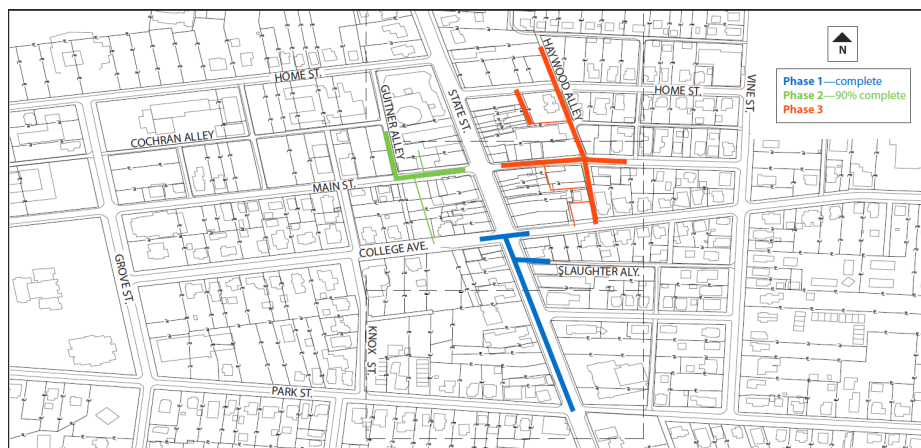 HOME ST.
HAYWOOD ALLEY
N
Phase 1—complete
Phase 2—90% complete
Phase 3
VINE ST.
HOME ST.
GUITNER ALLEY
STATE ST.
COCHRAN ALLEY
MAIN ST.
COLLEGE AVE.
SLAUGHTER ALY.
GROVE ST.
KNOX ST.
PARK ST.